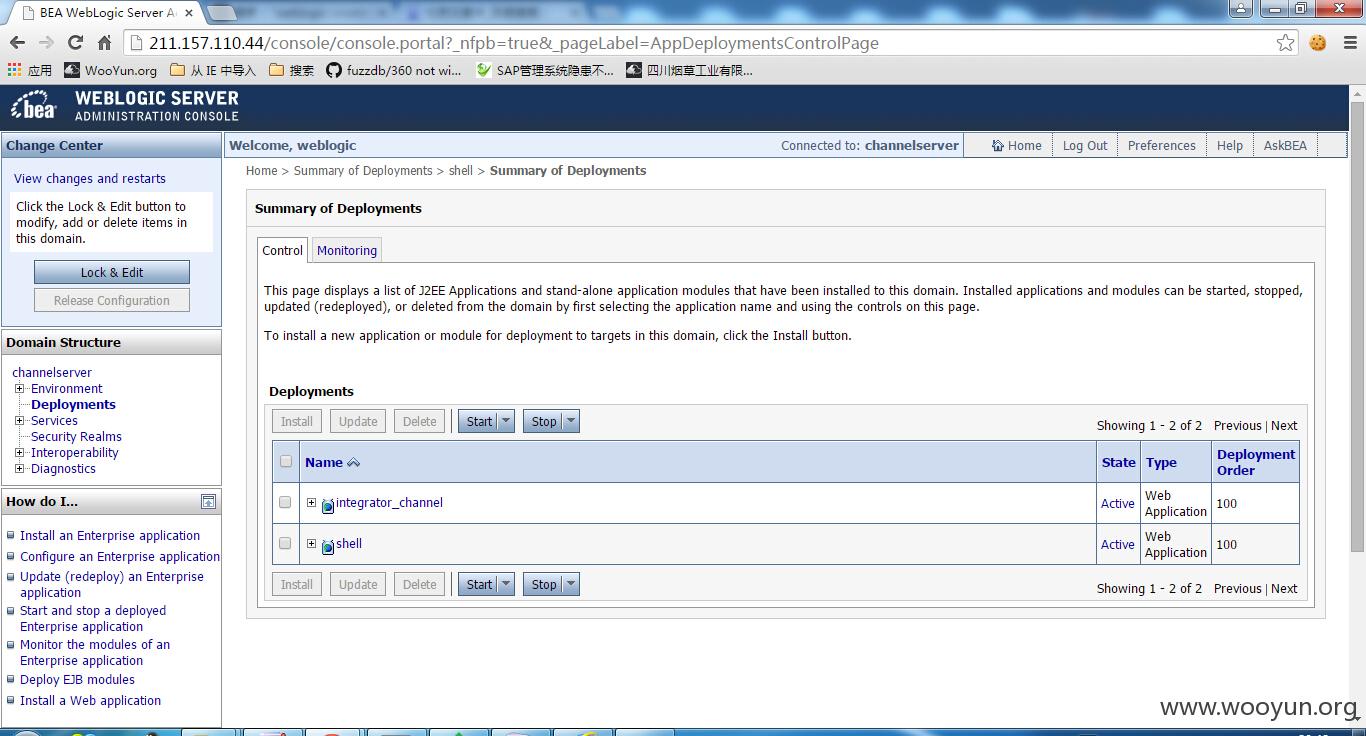 BEA WebLogic Server A
211.157.110.44/console/console.portal?_nfpb=true&_pageLabel=AppDeploymentsControlPage
应用 WooYun.org 从 IE 中导入 搜索 fuzzdb/360 not wi... SAP管理系统隐患不... 四川烟草工业有限...
bea WEBLOGIC SERVER
ADMINISTRATION CONSOLE
Change Center
View changes and restarts
Click the Lock & Edit button to
modify, add or delete items in
this domain.
Lock & Edit
Release Configuration
Domain Structure
channelserver
Environment
Deployments
Services
Security Realms
Interoperability
Diagnostics
How do I...
Install an Enterprise application
Configure an Enterprise application
Update (redeploy) an Enterprise
application
Start and stop a deployed
Enterprise application
Monitor the modules of an
Enterprise application
Deploy EJB modules
Install a Web application
Welcome, weblogic Connected to: channelserver Home Log Out Preferences Help AskBEA
Home > Summary of Deployments > shell > Summary of Deployments
Summary of Deployments
Control Monitoring
This page displays a list of J2EE Applications and stand-alone application modules that have been installed to this domain. Installed applications and modules can be started, stopped,
updated (redeployed), or deleted from the domain by first selecting the application name and using the controls on this page.
To install a new application or module for deployment to targets in this domain, click the Install button.
Deployments
Install Update Delete Start Stop Showing 1 - 2 of 2 Previous | Next
Name State Type Deployment Order
integrator_channel Active Web Application 100
shell Active Web Application 100
Install Update Delete Start Stop Showing 1 - 2 of 2 Previous | Next
www.wooyun.org